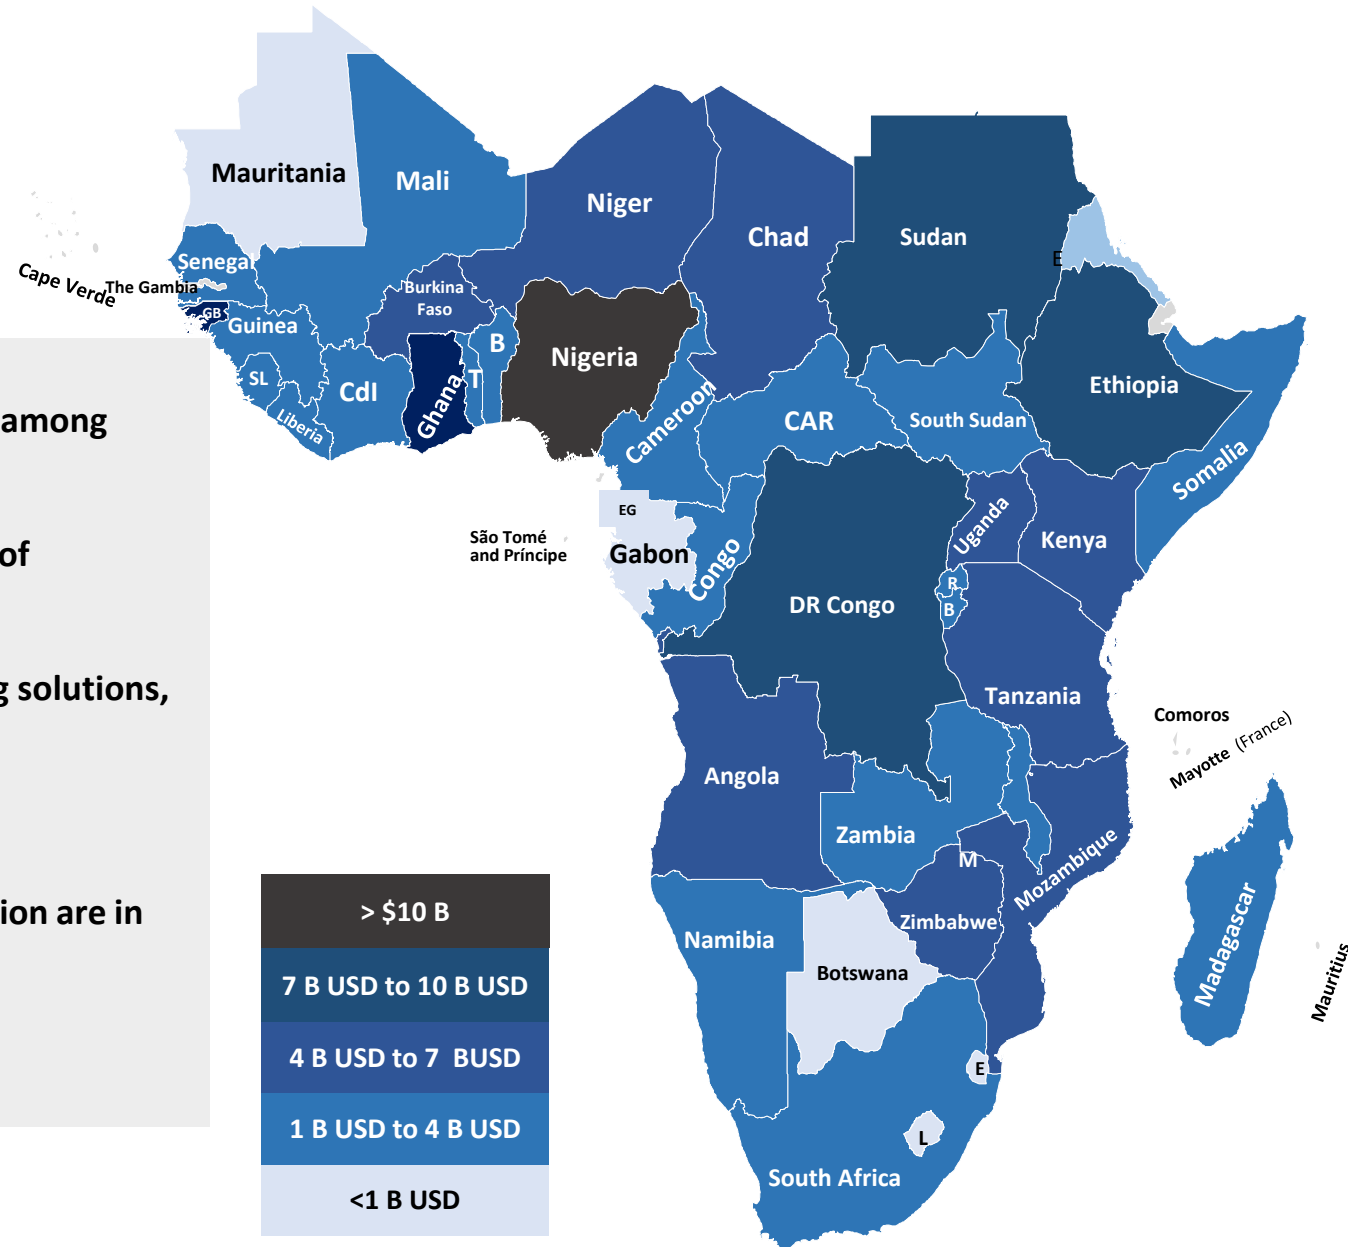 Mauritania
Mali
Niger
Chad
Sudan
E
Cape Verde
Senegal
The Gambia
GB
Guinea
Burkina
Faso
B
Nigeria
Ethiopia
SL
Liberia
CdI
Ghana
T
Cameroon
CAR
South Sudan
Somalia
among
of
g solutions,
ion are in
EG
São Tomé
and Príncipe
Gabon
Congo
Uganda
Kenya
R
B
DR Congo
Tanzania
Comoros
Mayotte (France)
Angola
Zambia
M
Mozambique
Zimbabwe
Namibia
Botswana
Madagascar
Mauritius
E
L
South Africa
> $10 B
7 B USD to 10 B USD
4 B USD to 7 BUSD
1 B USD to 4 B USD
<1 B USD